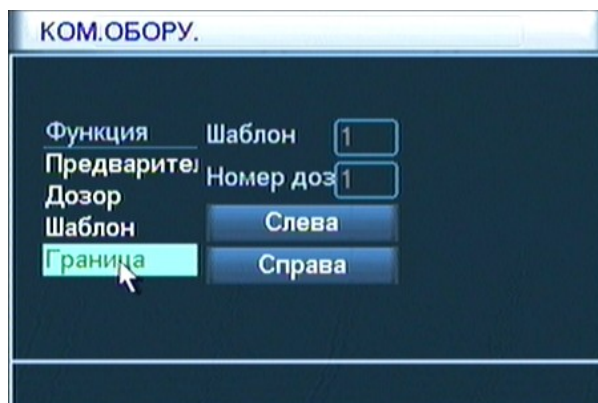 КОМ.ОБОРУ.
Функция
Предварител
Дозор
Шаблон
Граница
Шаблон 1
Номер доз 1
Слева
Справа